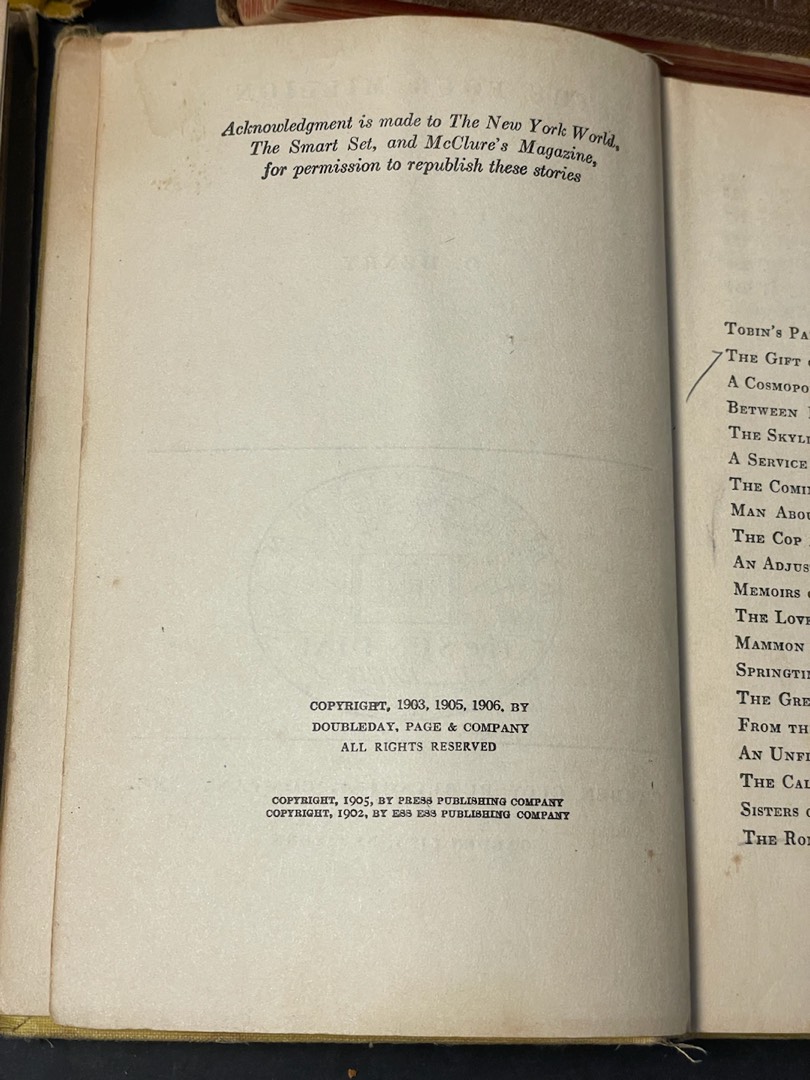 Acknowledgment is made to The New York World,
The Smart Set, and McClure's Magazine,
for permission to republish these stories
COPYRIGHT, 1903, 1905, 1906, BY
DOUBLEDAY, PAGE & COMPANY
ALL RIGHTS RESERVED
COPYRIGHT, 1905, BY PRESS PUBLISHING COMPANY
COPYRIGHT, 1902, BY ESS ESS PUBLISHING COMPANY
TOBIN'S PA
THE GIFT
A COSMOPO
BETWEEN
THE SKYLI
A SERVICE
THE COMI
MAN ABOU
THE COP
AN ADJUS
MEMOIRS
THE LOVE
MAMMON
SPRINGTI
THE GRE
FROM TH
AN UNFI
THE CAL
SISTERS
THE RO